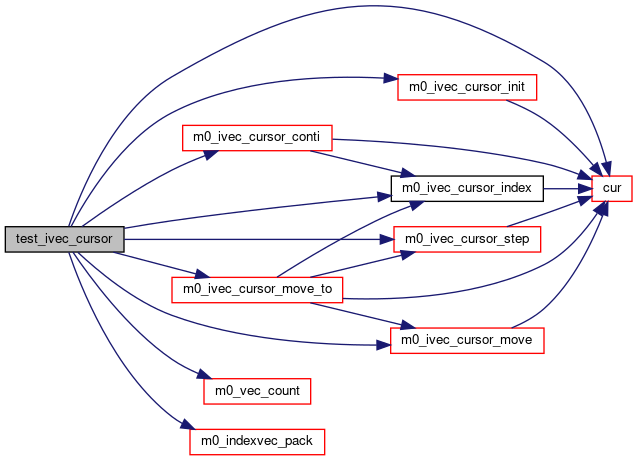 m0_ivec_cursor_init
m0_ivec_cursor_conti
m0_ivec_cursor_index
cur
test_ivec_cursor
m0_ivec_cursor_step
m0_ivec_cursor_move_to
m0_ivec_cursor_move
m0_vec_count
m0_indexvec_pack